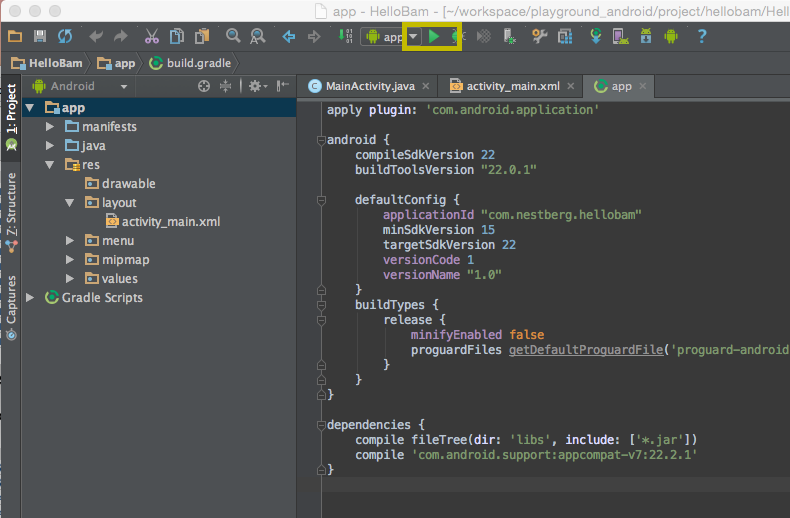 app - HelloBam - [~/workspace/playground_android/project/hellobam/Hell
app
?
HelloBam
app
build.gradle
1: Project
Z: Structure
Captures
Android
app
manifests
java
res
drawable
layout
activity_main.xml
menu
mipmap
values
Gradle Scripts
MainActivity.java
activity_main.xml
app
apply plugin: 'com.android.application'
android {
compileSdkVersion 22
buildToolsVersion "22.0.1"
defaultConfig {
applicationId "com.nestberg.hellobam"
minSdkVersion 15
targetSdkVersion 22
versionCode 1
versionName "1.0"
}
buildTypes {
release {
minifyEnabled false
proguardFiles getDefaultProguardFile('proguard-android
}
}
}
dependencies {
compile fileTree(dir: 'libs', include: ['*.jar'])
compile 'com.android.support:appcompat-v7:22.2.1'
}